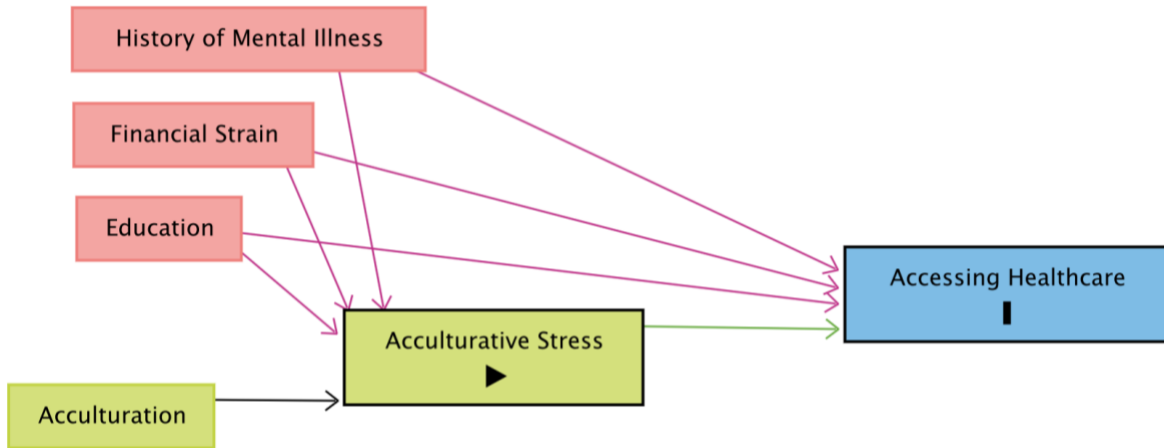 History of Mental Illness
Financial Strain
Education
Accessing Healthcare
Acculturative Stress
Acculturation